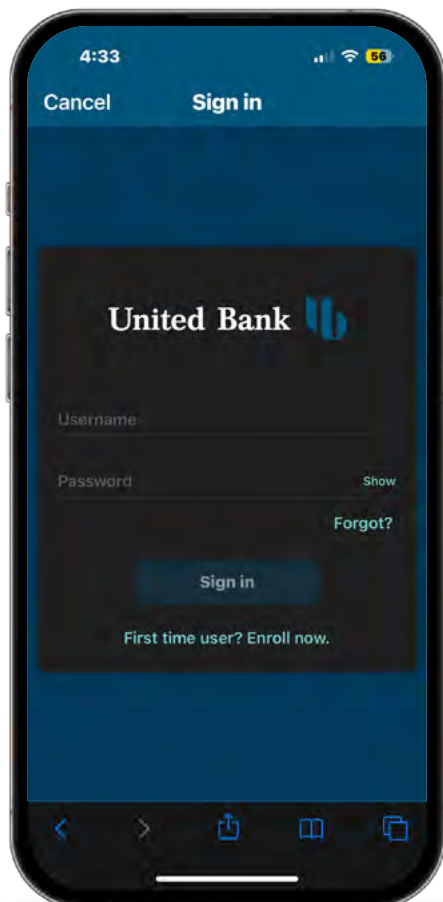 4:33
56
Cancel
Sign in
United Bank
Username
Password
Show
Forgot?
Sign in
First time user? Enroll now.